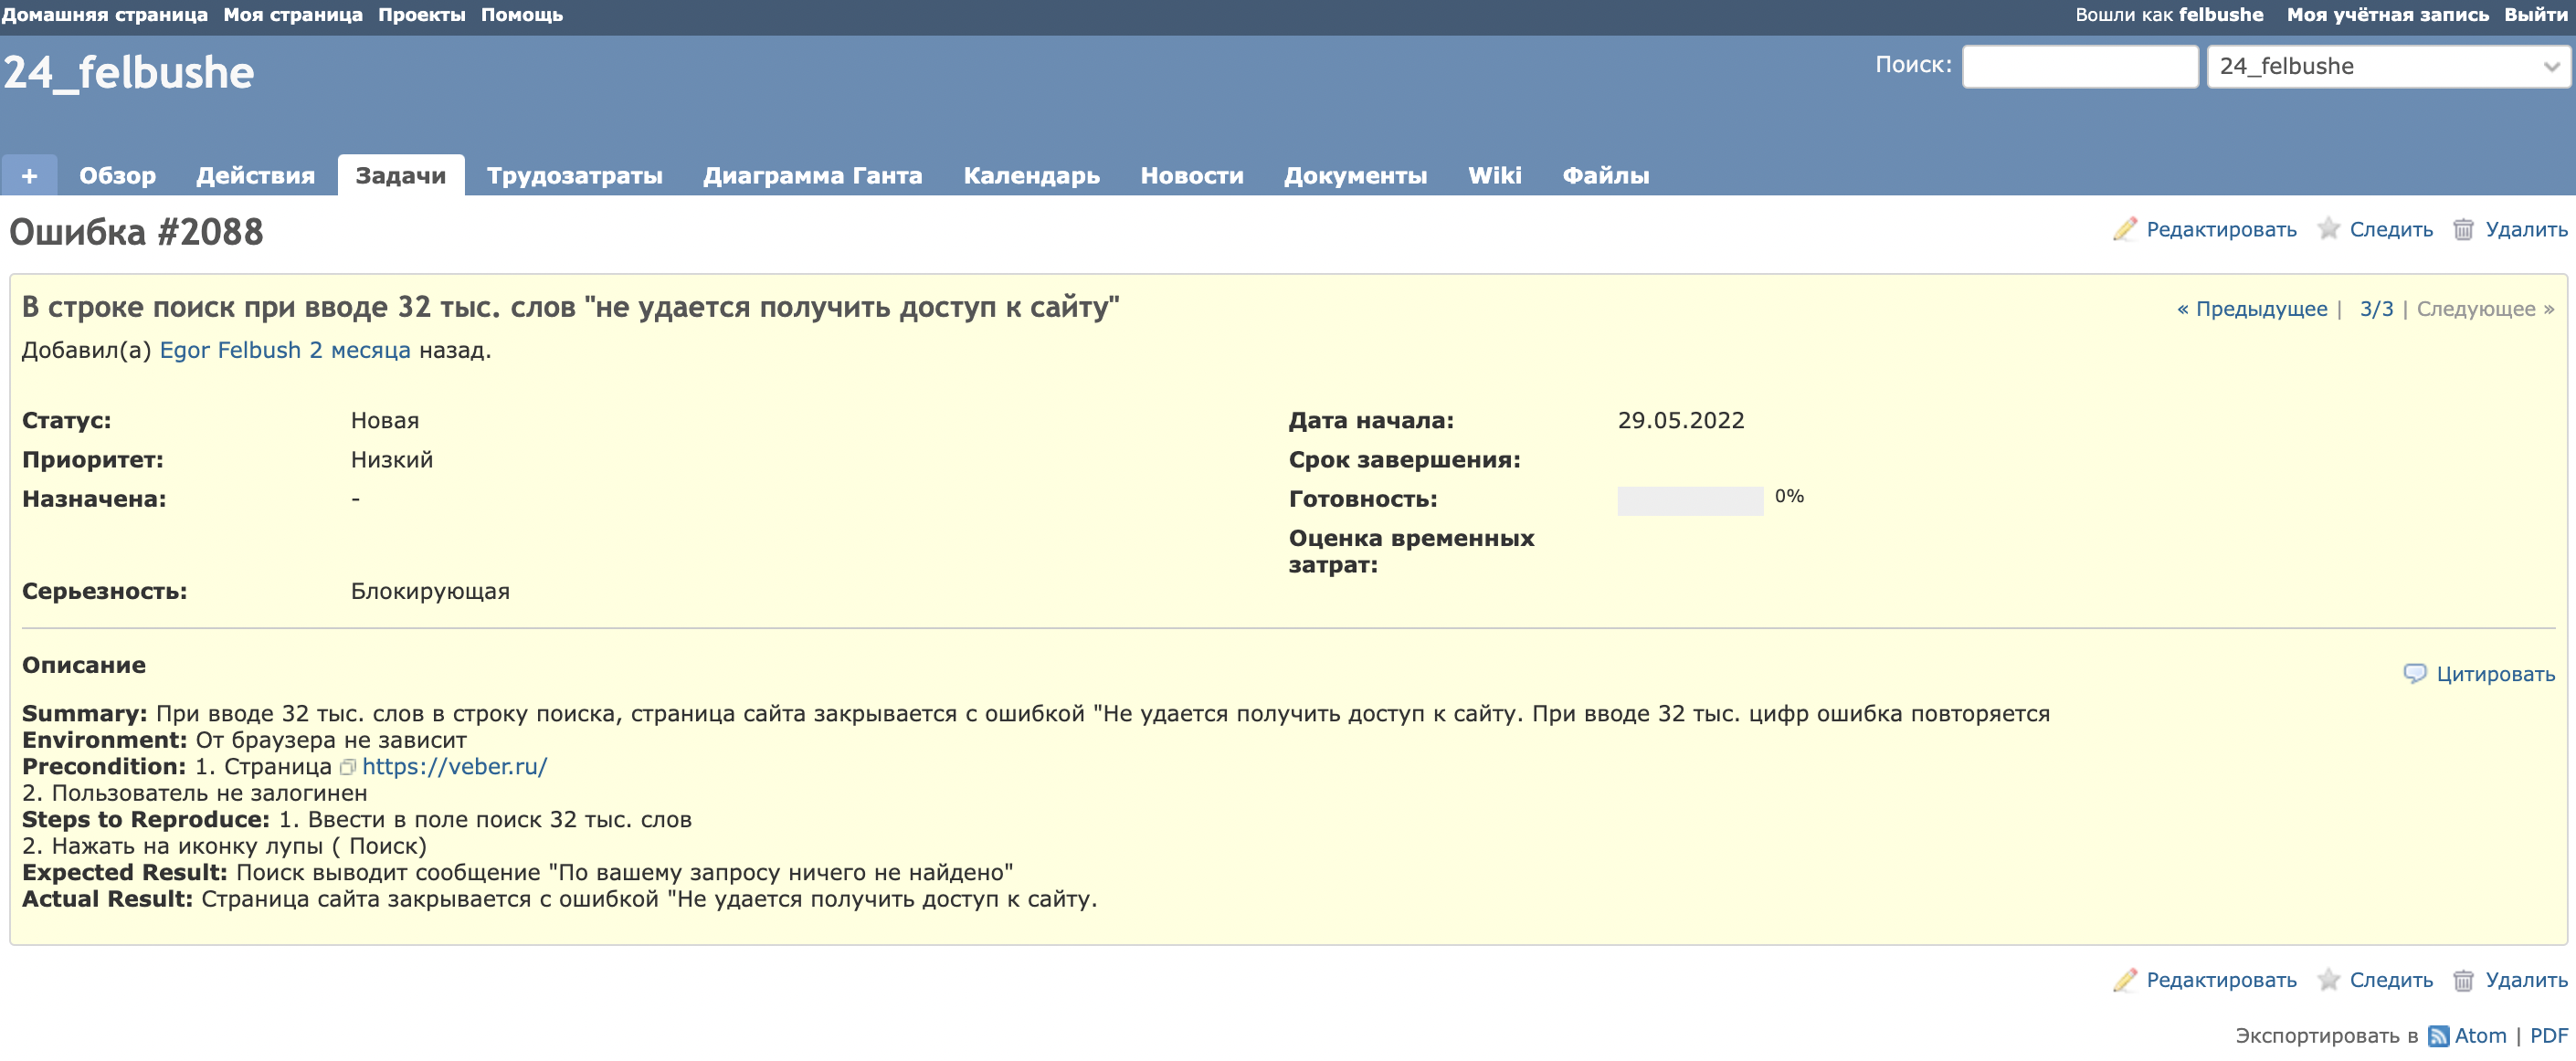 Домашняя страница Моя страница Проекты Помощь Вошли как felbushe Моя учётная запись Выйти
24_felbushe Поиск: 24_felbushe
+ Обзор Действия Задачи Трудозатраты Диаграмма Ганта Календарь Новости Документы Wiki Файлы
Ошибка #2088 Редактировать Следить Удалить
В строке поиск при вводе 32 тыс. слов "не удается получить доступ к сайту" « Предыдущее | 3/3 | Следующее »
Добавил(а) Egor Felbush 2 месяца назад.
Статус: Новая Дата начала: 29.05.2022
Приоритет: Низкий Срок завершения:
Назначена: - Готовность: 0%
Оценка временных
затрат:
Серьезность: Блокирующая
Описание
Цитировать
Summary: При вводе 32 тыс. слов в строку поиска, страница сайта закрывается с ошибкой "Не удается получить доступ к сайту. При вводе 32 тыс. цифр ошибка повторяется
Environment: От браузера не зависит
Precondition: 1. Страница https://veber.ru/
2. Пользователь не залогинен
Steps to Reproduce: 1. Ввести в поле поиск 32 тыс. слов
2. Нажать на иконку лупы ( Поиск)
Expected Result: Поиск выводит сообщение "По вашему запросу ничего не найдено"
Actual Result: Страница сайта закрывается с ошибкой "Не удается получить доступ к сайту.
Редактировать Следить Удалить
Экспортировать в Atom | PDF